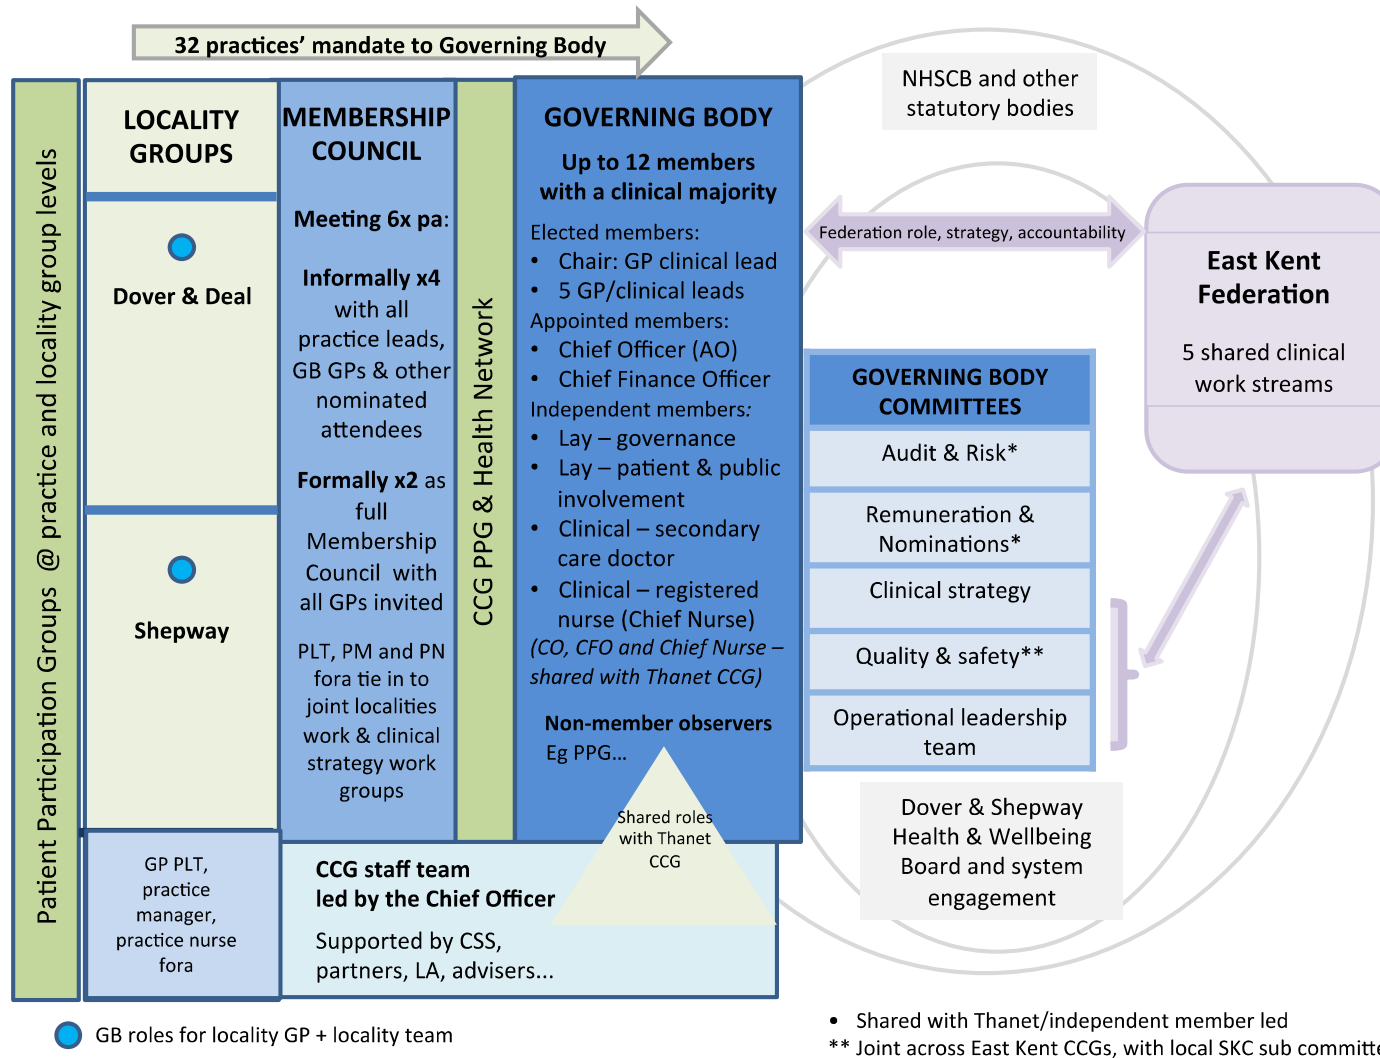 32 practices’ mandate to Governing Body
Patient Participation Groups @ practice and locality group levels
LOCALITY
GROUPS
Dover & Deal
Shepway
GP PLT,
practice
manager,
practice nurse
fora
MEMBERSHIP
COUNCIL
Meeting 6x pa:
Informally x4
with all
practice leads,
GB GPs & other
nominated
attendees
Formally x2 as
full
Membership
Council with
all GPs invited
PLT, PM and PN
fora tie in to
joint localities
work & clinical
strategy work
groups
CCG PPG & Health Network
GOVERNING BODY
Up to 12 members
with a clinical majority
Elected members:
• Chair: GP clinical lead
• 5 GP/clinical leads
Appointed members:
• Chief Officer (AO)
• Chief Finance Officer
Independent members:
• Lay – governance
• Lay – patient & public
involvement
• Clinical – secondary
care doctor
• Clinical – registered
nurse (Chief Nurse)
(CO, CFO and Chief Nurse –
shared with Thanet CCG)
Non-member observers
Eg PPG...
Shared roles
with Thanet
CCG
CCG staff team
led by the Chief Officer
Supported by CSS,
partners, LA, advisers...
NHSCB and other
statutory bodies
Federation role, strategy, accountability
East Kent
Federation
5 shared clinical
work streams
GOVERNING BODY
COMMITTEES
Audit & Risk*
Remuneration &
Nominations*
Clinical strategy
Quality & safety**
Operational leadership
team
Dover & Shepway
Health & Wellbeing
Board and system
engagement
GB roles for locality GP + locality team
• Shared with Thanet/independent member led
** Joint across East Kent CCGs, with local SKC sub committe